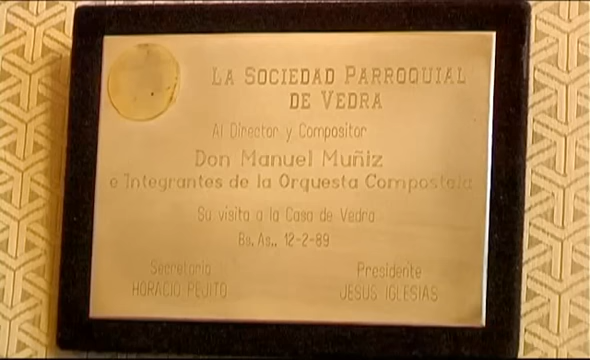 LA SOCIEDAD PARROQUIAL
DE VEDRA
Al Director y Compositor
Don Manuel Muñiz
e Integrantes de la Orquesta Compostela
Su visita a la Casa de Vedra
Bs. As., 12-2-89
Secretario Presidente
HORACIO PEJITO JESUS IGLESIAS